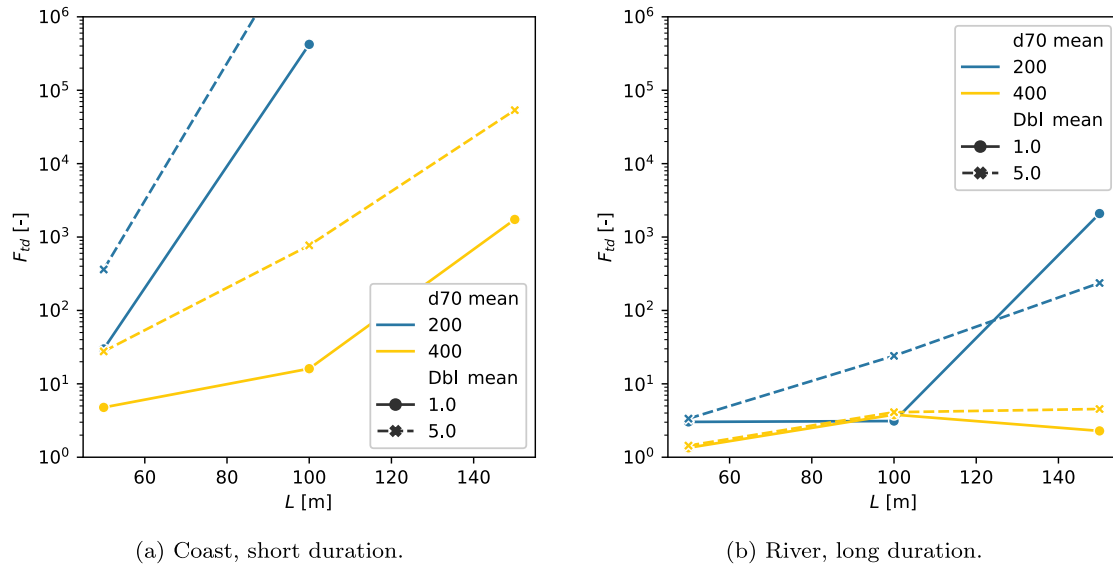 10^6
10^5
10^4
10^3
10^2
10^1
10^0
F_td [-]
60 80 100 120 140
L [m]
d70 mean
200
400
Dbl mean
1.0
5.0
(a) Coast, short duration.
10^6
10^5
10^4
10^3
10^2
10^1
10^0
F_td [-]
60 80 100 120 140
L [m]
d70 mean
200
400
Dbl mean
1.0
5.0
(b) River, long duration.